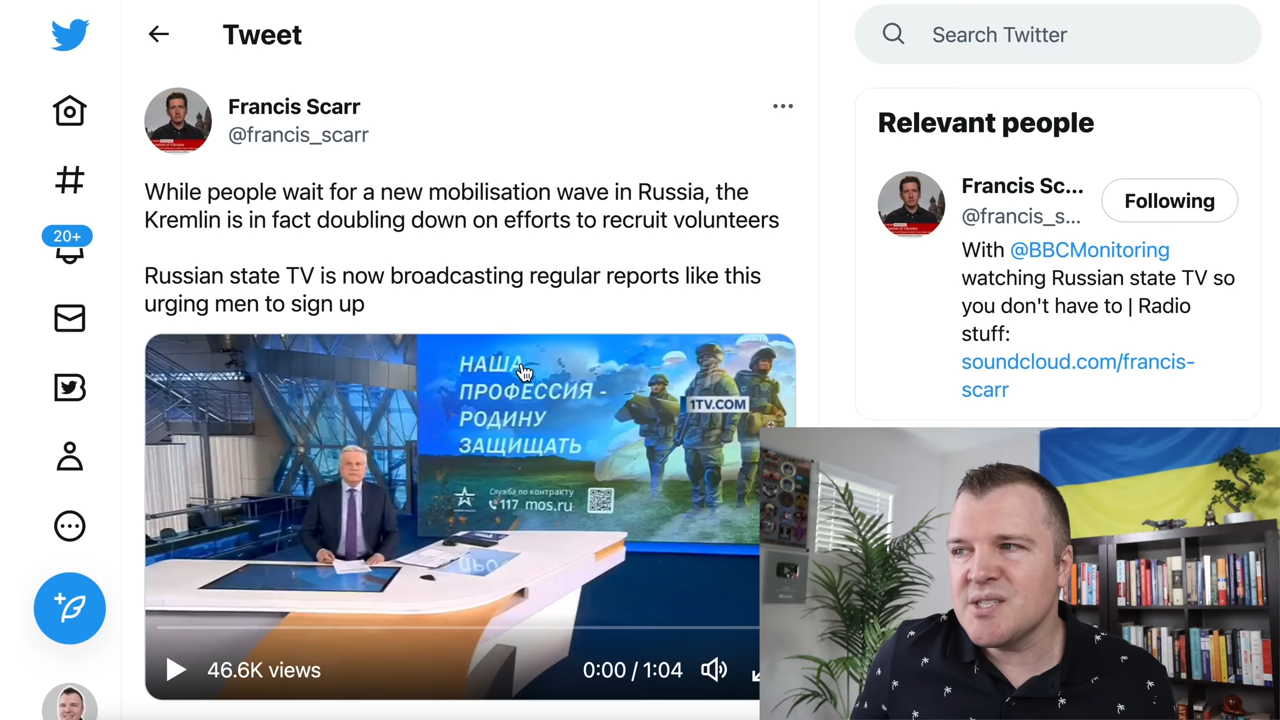 Tweet
Search Twitter
Francis Scarr
@francis_scarr
Relevant people
While people wait for a new mobilisation wave in Russia, the
Kremlin is in fact doubling down on efforts to recruit volunteers
Russian state TV is now broadcasting regular reports like this
urging men to sign up
Francis Sc...
@francis_s...
Following
With @BBCMonitoring
watching Russian state TV so
you don't have to | Radio
stuff:
soundcloud.com/francis-
scarr
20+
НАША
ПРОФЕССИЯ -
РОДИНУ
ЗАЩИЩАТЬ
1TV.COM
Служба по контракту
117 mos.ru
46.6K views
0:00 / 1:04